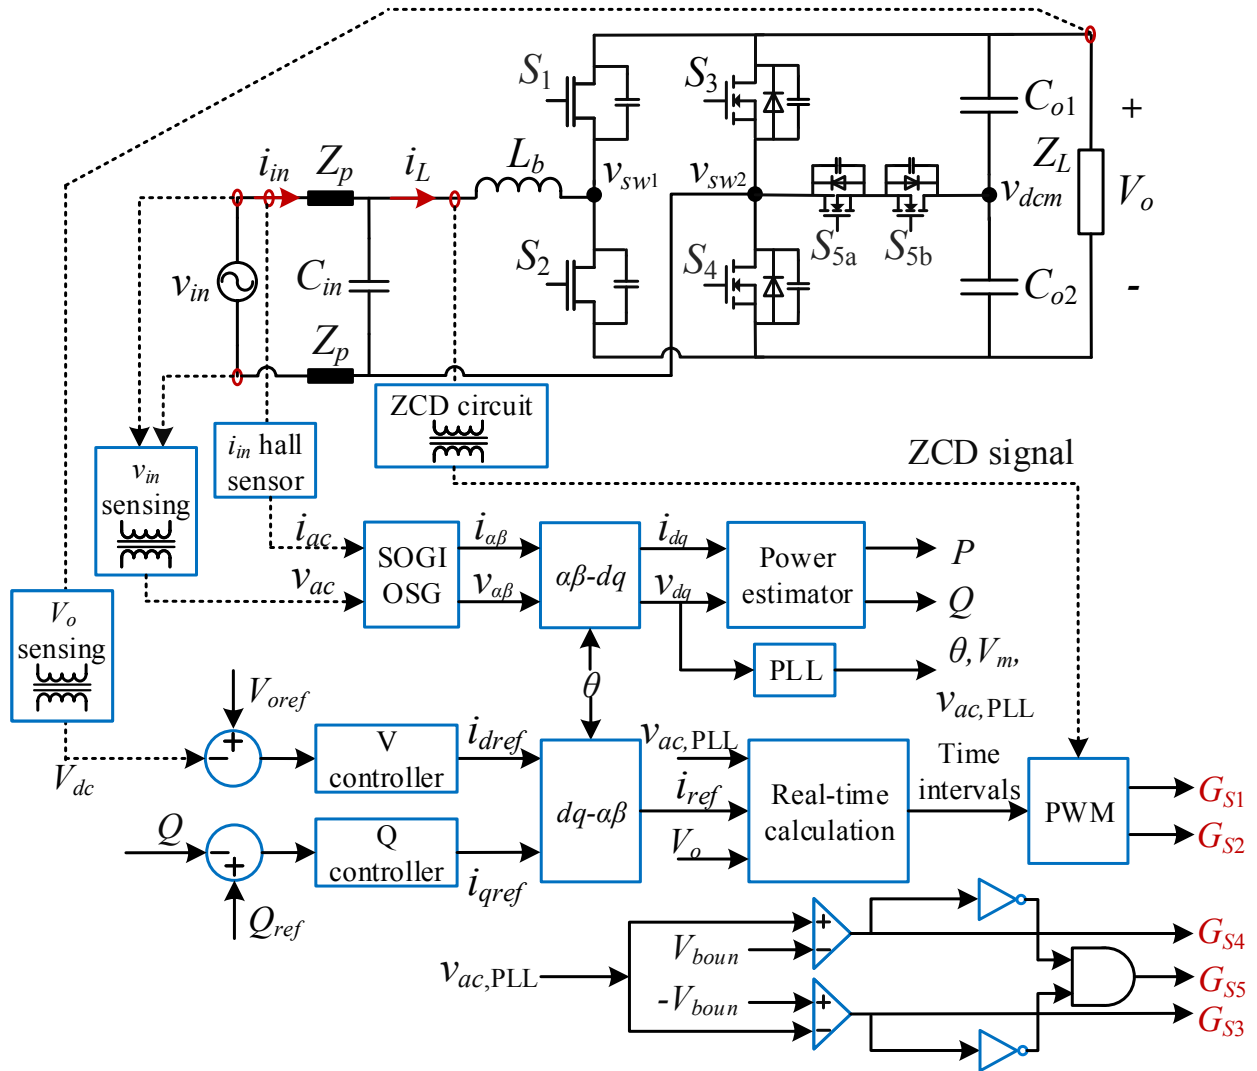 S1
S3
Co1
+
iin
Zp
iL
Lb
vsw1
vsw2
ZL
vdcm
Vo
S2
S4
S5a
S5b
vin
Cin
Co2
-
Zp
ZCD circuit
iin hall
sensor
ZCD signal
vin
sensing
iac
iαβ
idq
SOGI
OSG
αβ-dq
Power
estimator
P
vac
vαβ
vdq
Q
Vo
sensing
PLL
θ, Vm,
vac,PLL
θ
Voref
+
-
Vdc
V
controller
idref
vac,PLL
Time
intervals
dq-αβ
iref
Real-time
calculation
PWM
GS1
GS2
Q
-
+
Q
controller
iqref
Vo
Qref
+
-
Vboun
GS4
vac,PLL
GS5
-Vboun
+
-
GS3